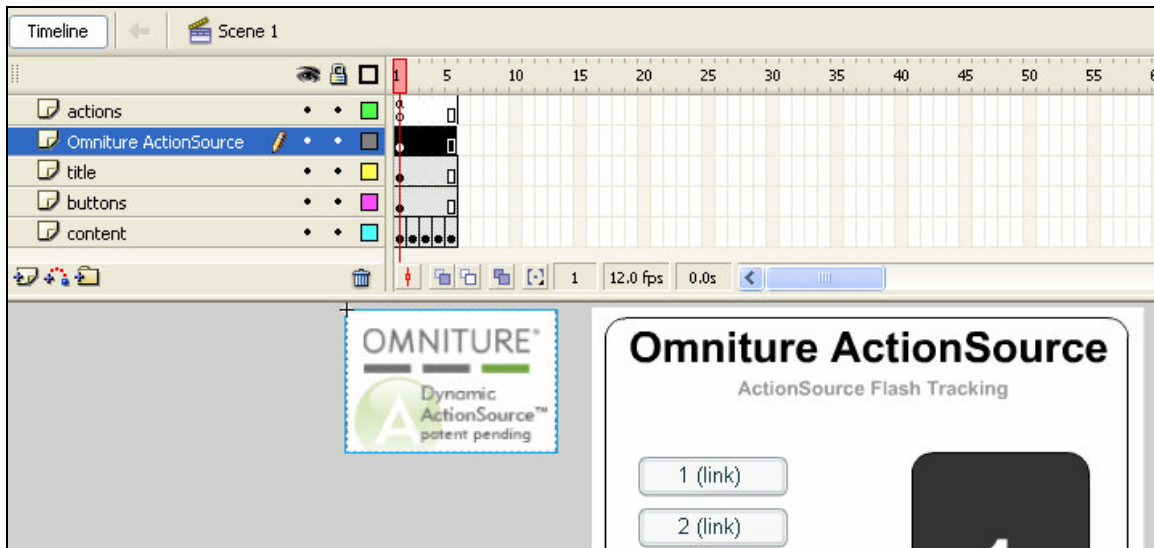 Timeline Scene 1
1 5 10 15 20 25 30 35 40 45 50 55
actions
Omniture ActionSource
title
buttons
content
1 12.0 fps 0.0s
OMNITURE®
Dynamic
ActionSource™
patent pending
Omniture ActionSource
ActionSource Flash Tracking
1 (link)
2 (link)